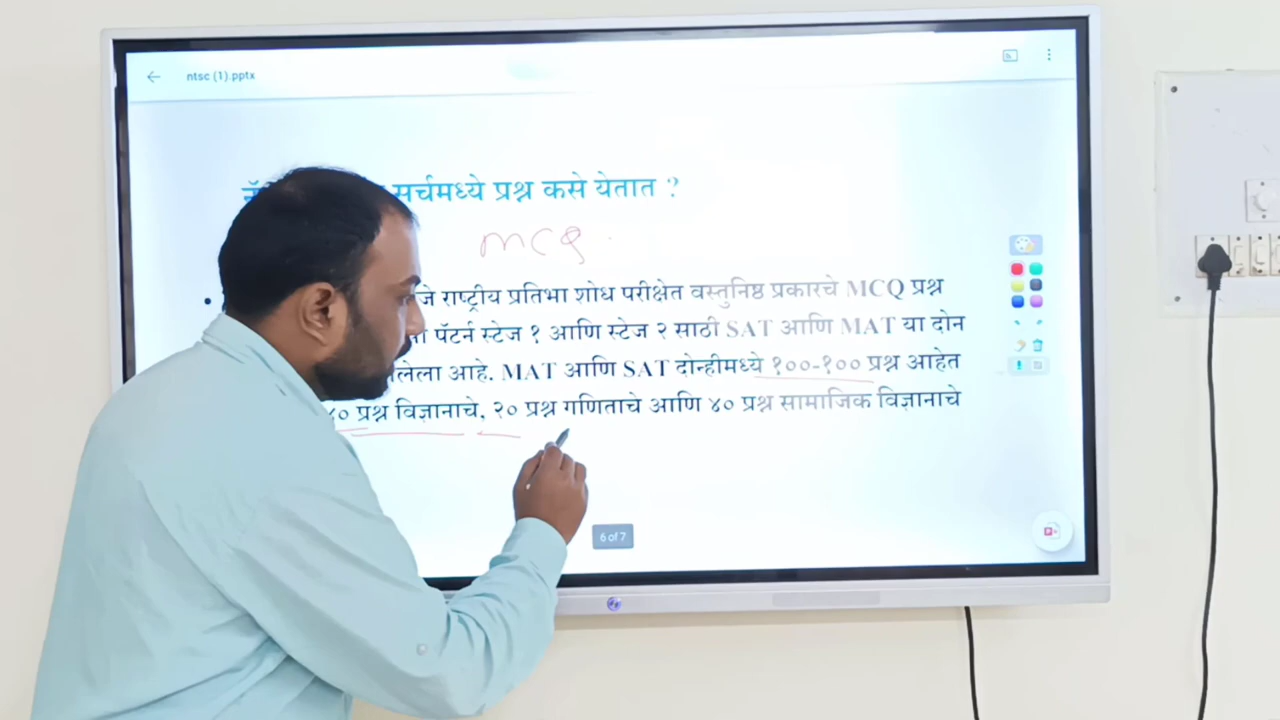 ntsc (1).pptx
सर्चमध्ये प्रश्न कसे येतात ?
MCQ
राष्ट्रीय प्रतिभा शोध परीक्षेत वस्तुनिष्ठ प्रकारचे MCQ प्रश्न
पॅटर्न स्टेज १ आणि स्टेज २ साठी SAT आणि MAT या दोन
आहे. MAT आणि SAT दोन्हीमध्ये १००-१०० प्रश्न आहेत
प्रश्न विज्ञानाचे, २० प्रश्न गणिताचे आणि ४० प्रश्न सामाजिक विज्ञानाचे
6 of 7